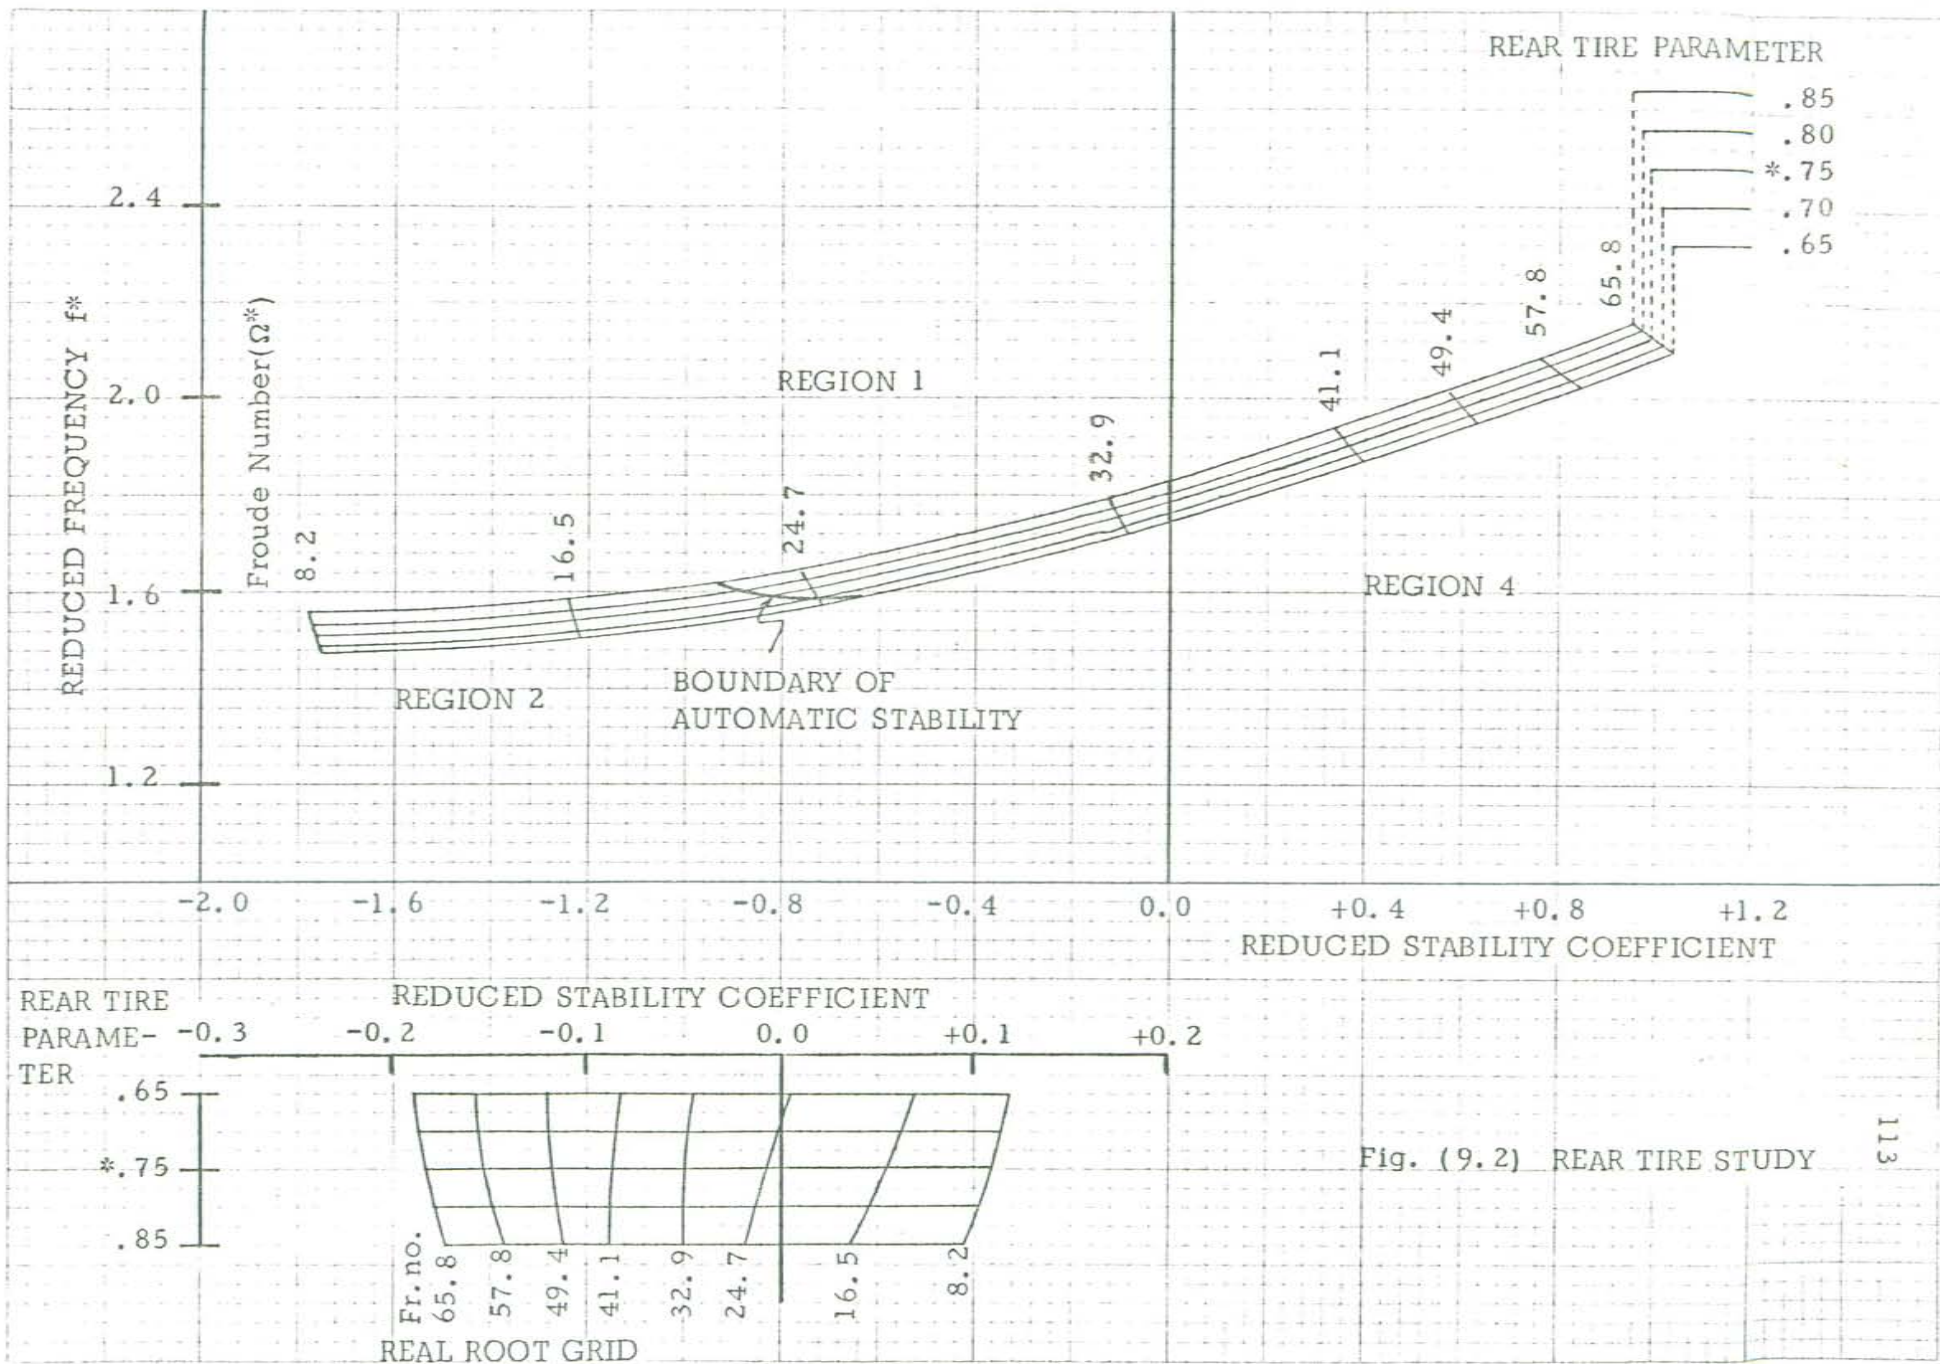 REAR TIRE PARAMETER
.85
.80
*.75
.70
.65
2.4
2.0
1.6
1.2
REDUCED FREQUENCY f*
Froude Number(Ω*)
8.2
16.5
24.7
32.9
41.1
49.4
57.8
65.8
REGION 1
REGION 4
REGION 2
BOUNDARY OF
AUTOMATIC STABILITY
-2.0 -1.6 -1.2 -0.8 -0.4 0.0 +0.4 +0.8 +1.2
REDUCED STABILITY COEFFICIENT
REAR TIRE
PARAME-
TER
REDUCED STABILITY COEFFICIENT
-0.3 -0.2 -0.1 0.0 +0.1 +0.2
.65
*.75
.85
Fr.no.
65.8
57.8
49.4
41.1
32.9
24.7
16.5
8.2
REAL ROOT GRID
Fig. (9.2) REAR TIRE STUDY
113